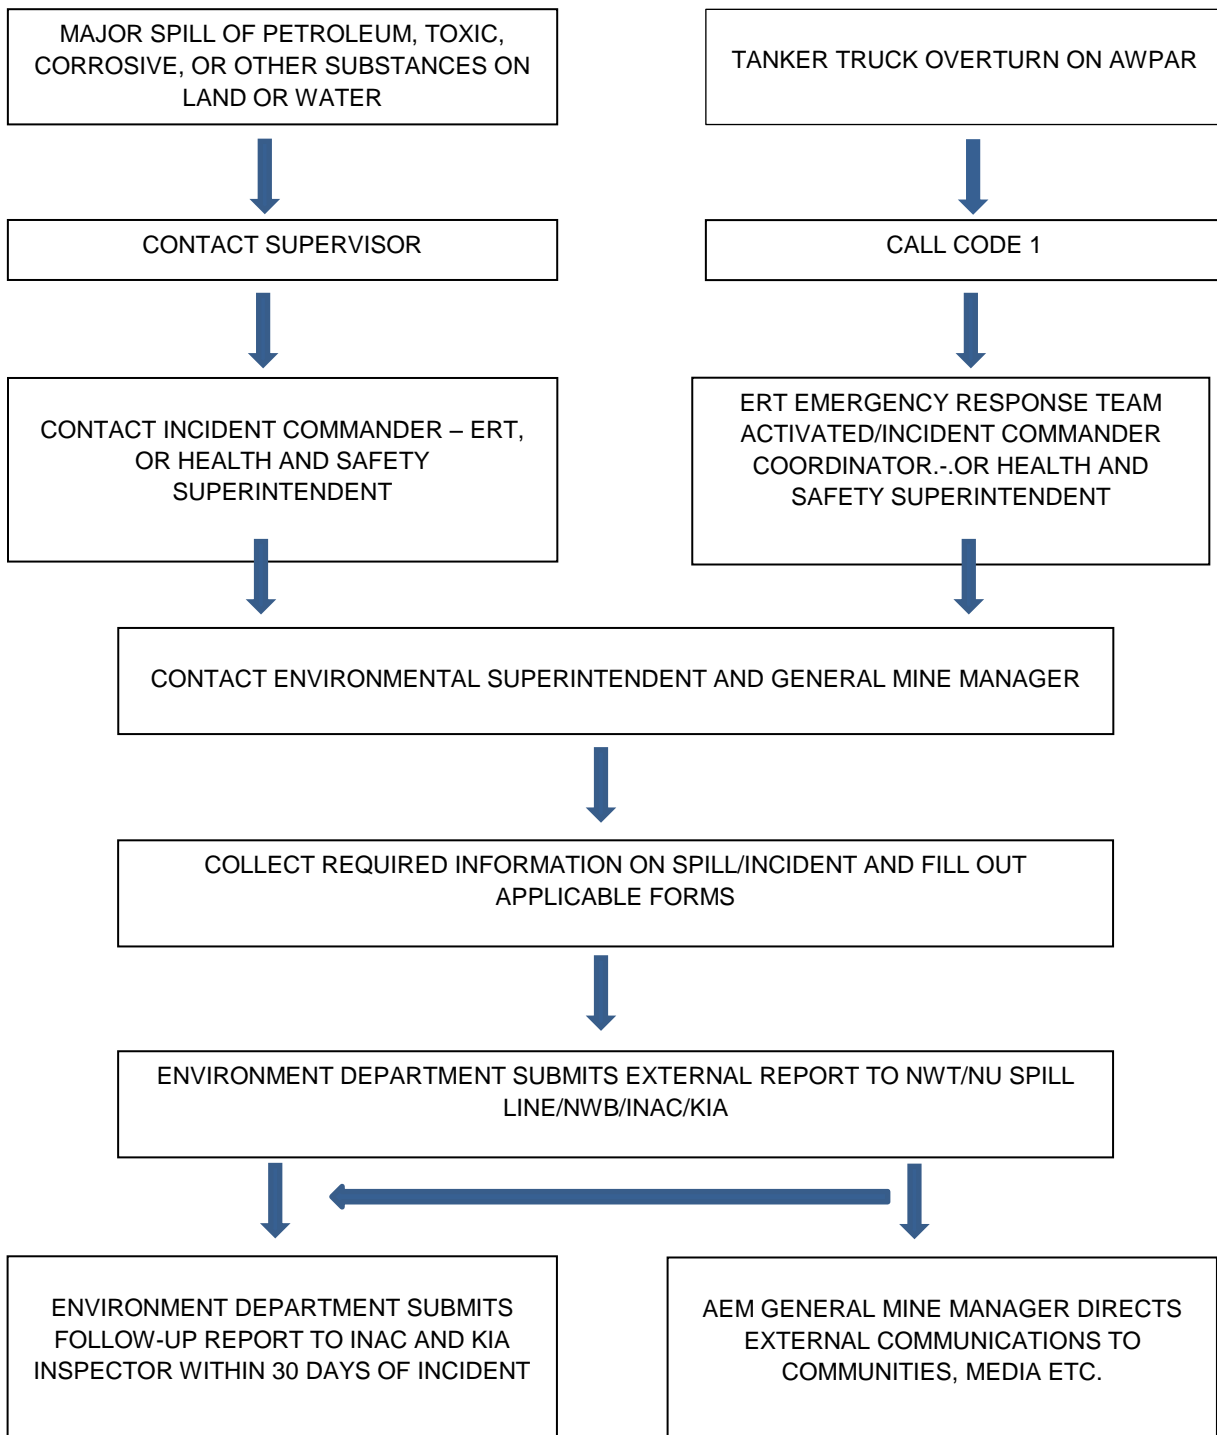 MAJOR SPILL OF PETROLEUM, TOXIC,
CORROSIVE, OR OTHER SUBSTANCES ON
LAND OR WATER
TANKER TRUCK OVERTURN ON AWPAR
CONTACT SUPERVISOR
CALL CODE 1
CONTACT INCIDENT COMMANDER – ERT,
OR HEALTH AND SAFETY
SUPERINTENDENT
ERT EMERGENCY RESPONSE TEAM
ACTIVATED/INCIDENT COMMANDER
COORDINATOR.-.OR HEALTH AND
SAFETY SUPERINTENDENT
CONTACT ENVIRONMENTAL SUPERINTENDENT AND GENERAL MINE MANAGER
COLLECT REQUIRED INFORMATION ON SPILL/INCIDENT AND FILL OUT
APPLICABLE FORMS
ENVIRONMENT DEPARTMENT SUBMITS EXTERNAL REPORT TO NWT/NU SPILL
LINE/NWB/INAC/KIA
ENVIRONMENT DEPARTMENT SUBMITS
FOLLOW-UP REPORT TO INAC AND KIA
INSPECTOR WITHIN 30 DAYS OF INCIDENT
AEM GENERAL MINE MANAGER DIRECTS
EXTERNAL COMMUNICATIONS TO
COMMUNITIES, MEDIA ETC.